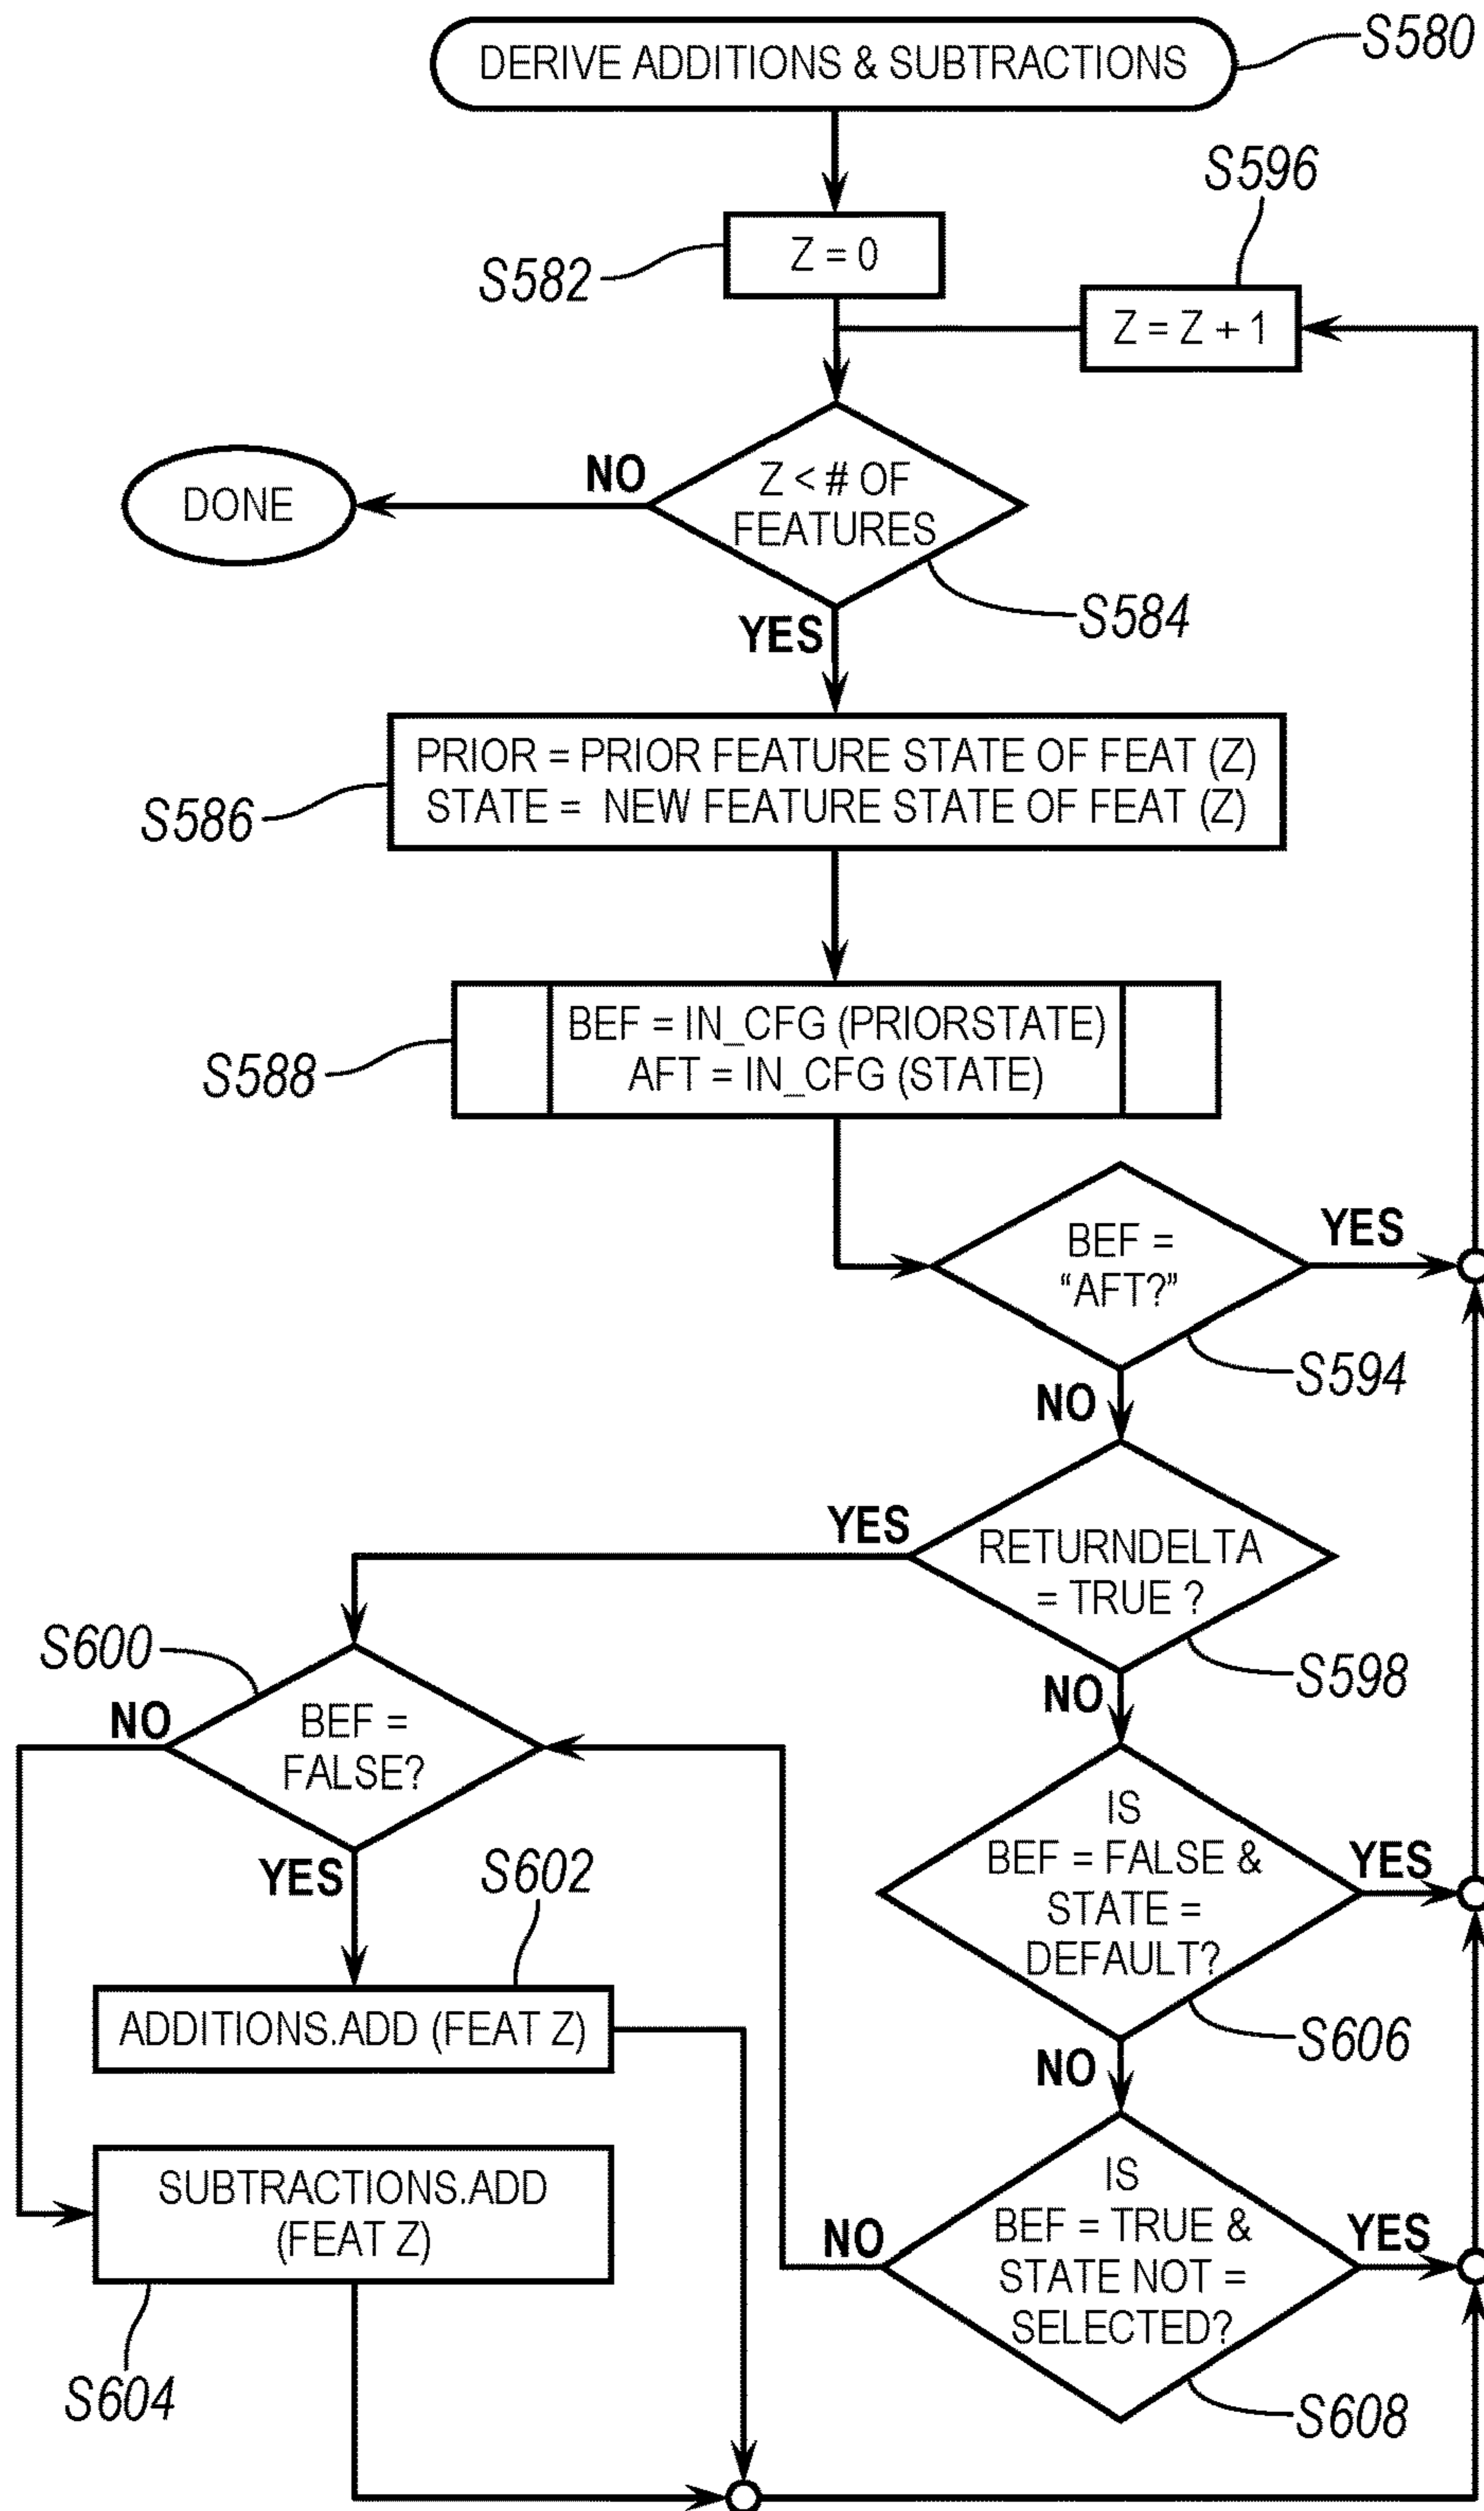 DERIVE ADDITIONS & SUBTRACTIONS
S580
S596
Z = 0
S582
Z = Z + 1
NO
Z < # OF
FEATURES
DONE
S584
YES
PRIOR = PRIOR FEATURE STATE OF FEAT (Z)
STATE = NEW FEATURE STATE OF FEAT (Z)
S586
BEF = IN_CFG (PRIORSTATE)
AFT = IN_CFG (STATE)
S588
BEF =
“AFT?”
YES
S594
NO
YES
RETURNDELTA
= TRUE ?
S598
NO
S600
NO
BEF =
FALSE?
YES
IS
BEF = FALSE &
STATE =
DEFAULT?
YES
S606
NO
S602
ADDITIONS.ADD (FEAT Z)
SUBTRACTIONS.ADD
(FEAT Z)
S604
NO
IS
BEF = TRUE &
STATE NOT =
SELECTED?
YES
S608